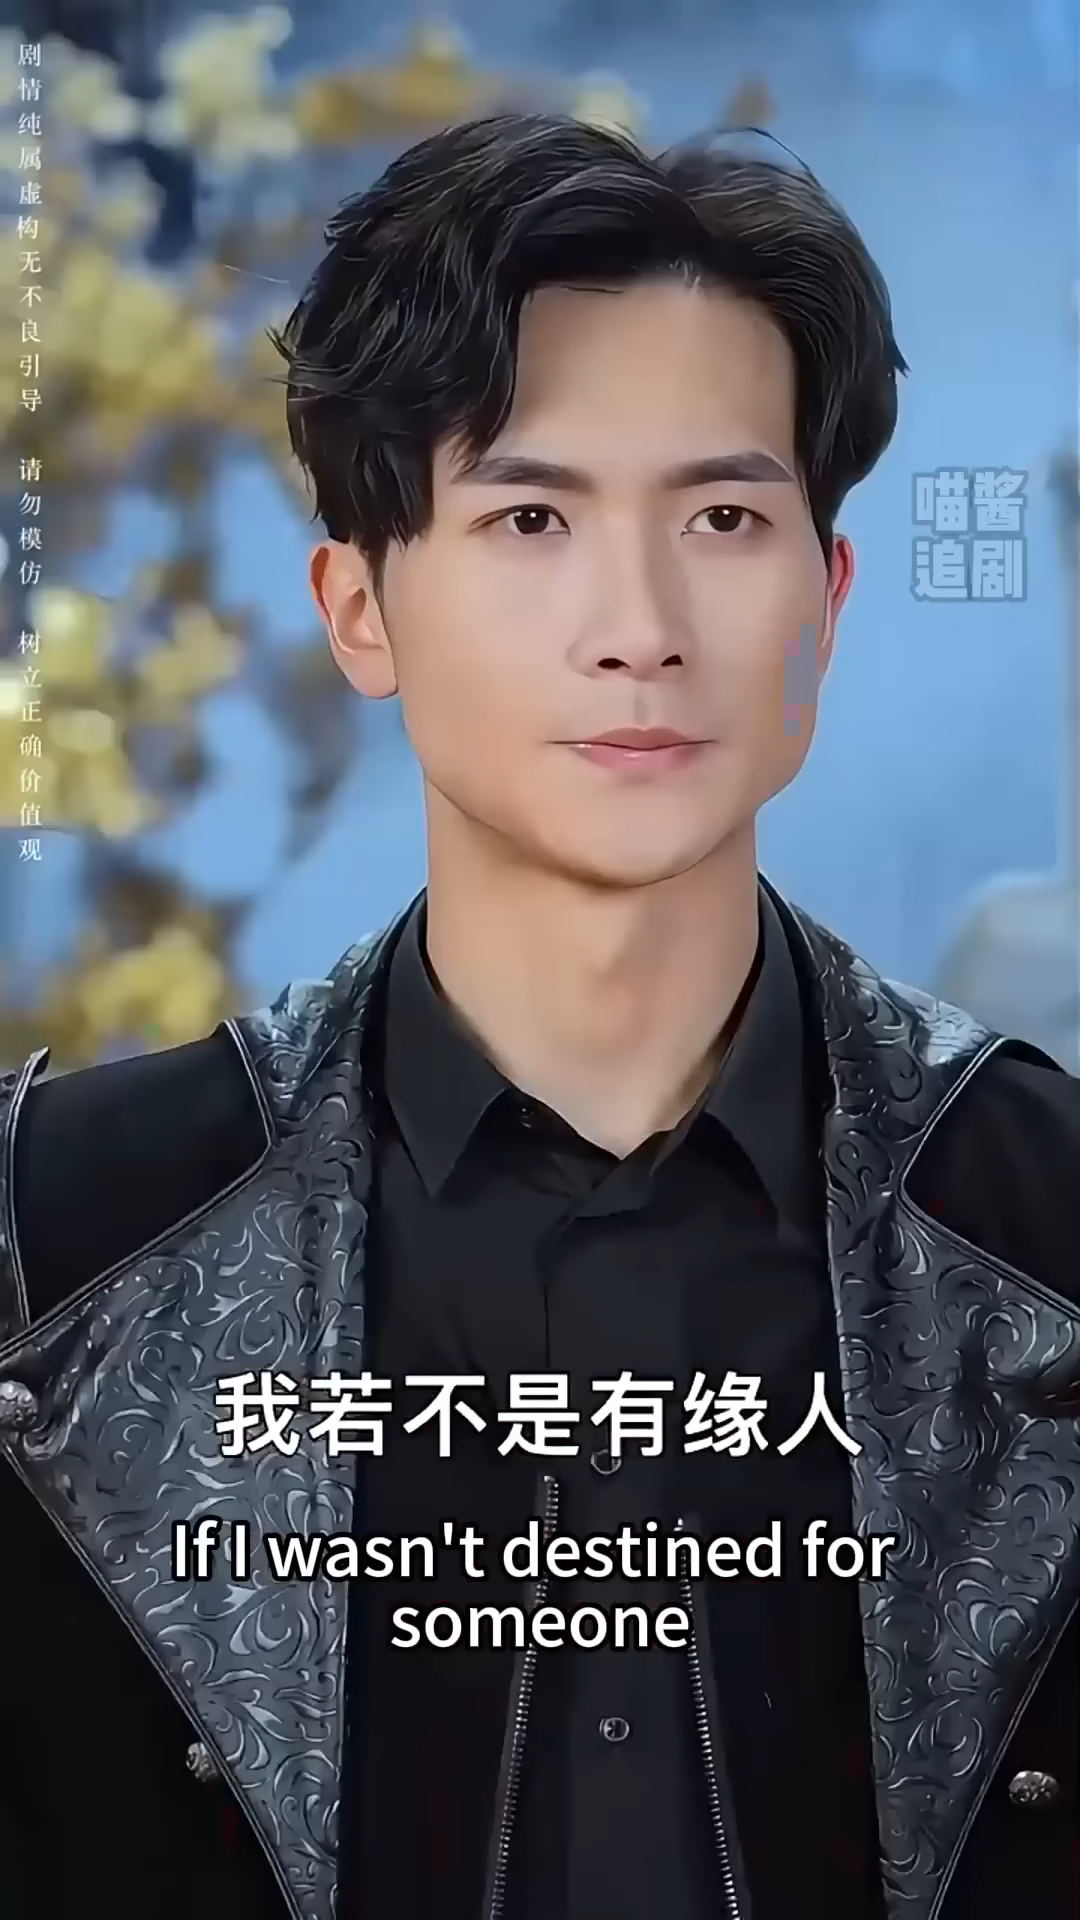 剧情纯属虚构无不良引导 请勿模仿 树立正确价值观
喵酱
追剧
我若不是有缘人
If I wasn't destined for
someone